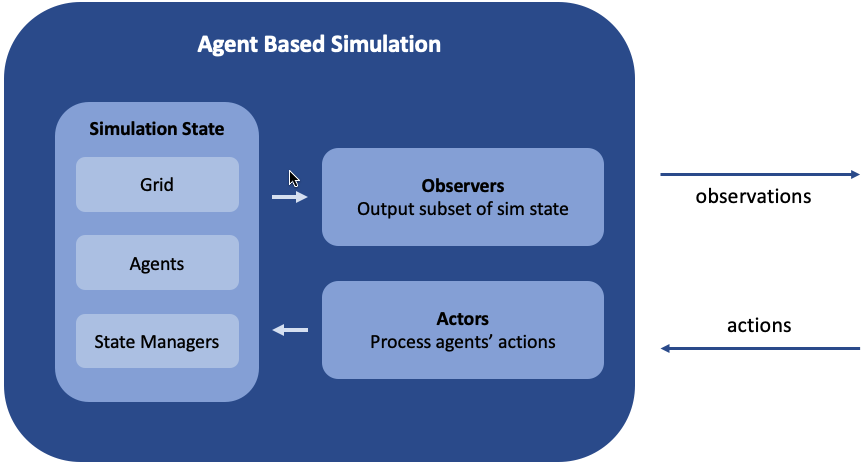 Agent Based Simulation
Simulation State
Grid
Agents
State Managers
Observers
Output subset of sim state
Actors
Process agents’ actions
observations
actions